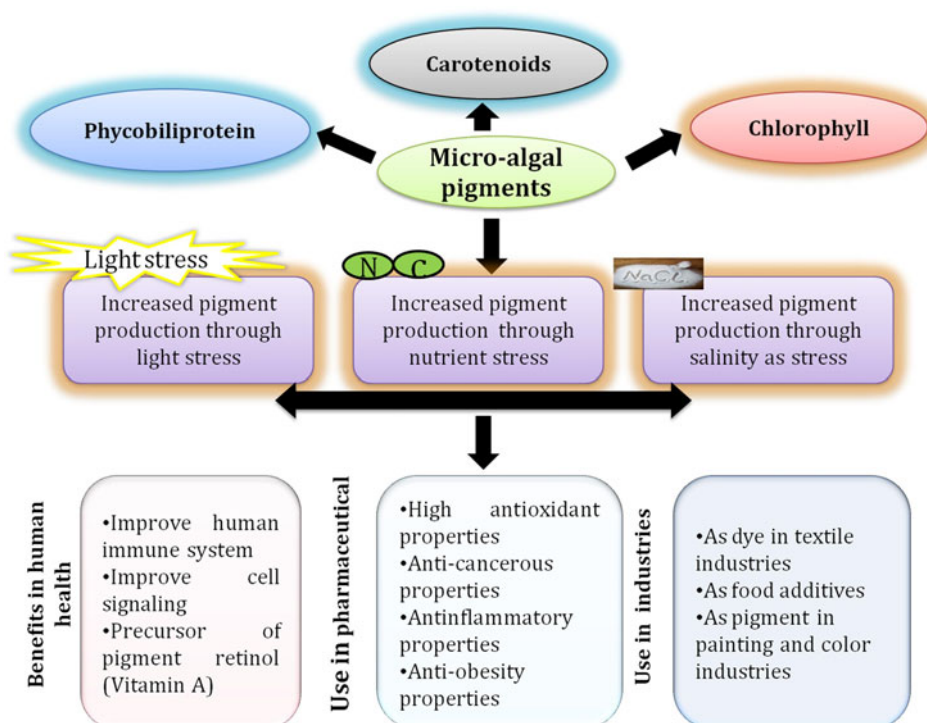 Carotenoids
Phycobiliprotein
Chlorophyll
Micro-algal
pigments
Light stress
N C
NaCl
Increased pigment
production through
light stress
Increased pigment
production through
nutrient stress
Increased pigment
production through
salinity as stress
Benefits in human
health
•Improve human
immune system
•Improve cell
signaling
•Precursor of
pigment retinol
(Vitamin A)
Use in pharmaceutical
•High antioxidant
properties
•Anti-cancerous
properties
•Antinflammatory
properties
•Anti-obesity
properties
Use in industries
•As dye in textile
industries
•As food additives
•As pigment in
painting and color
industries